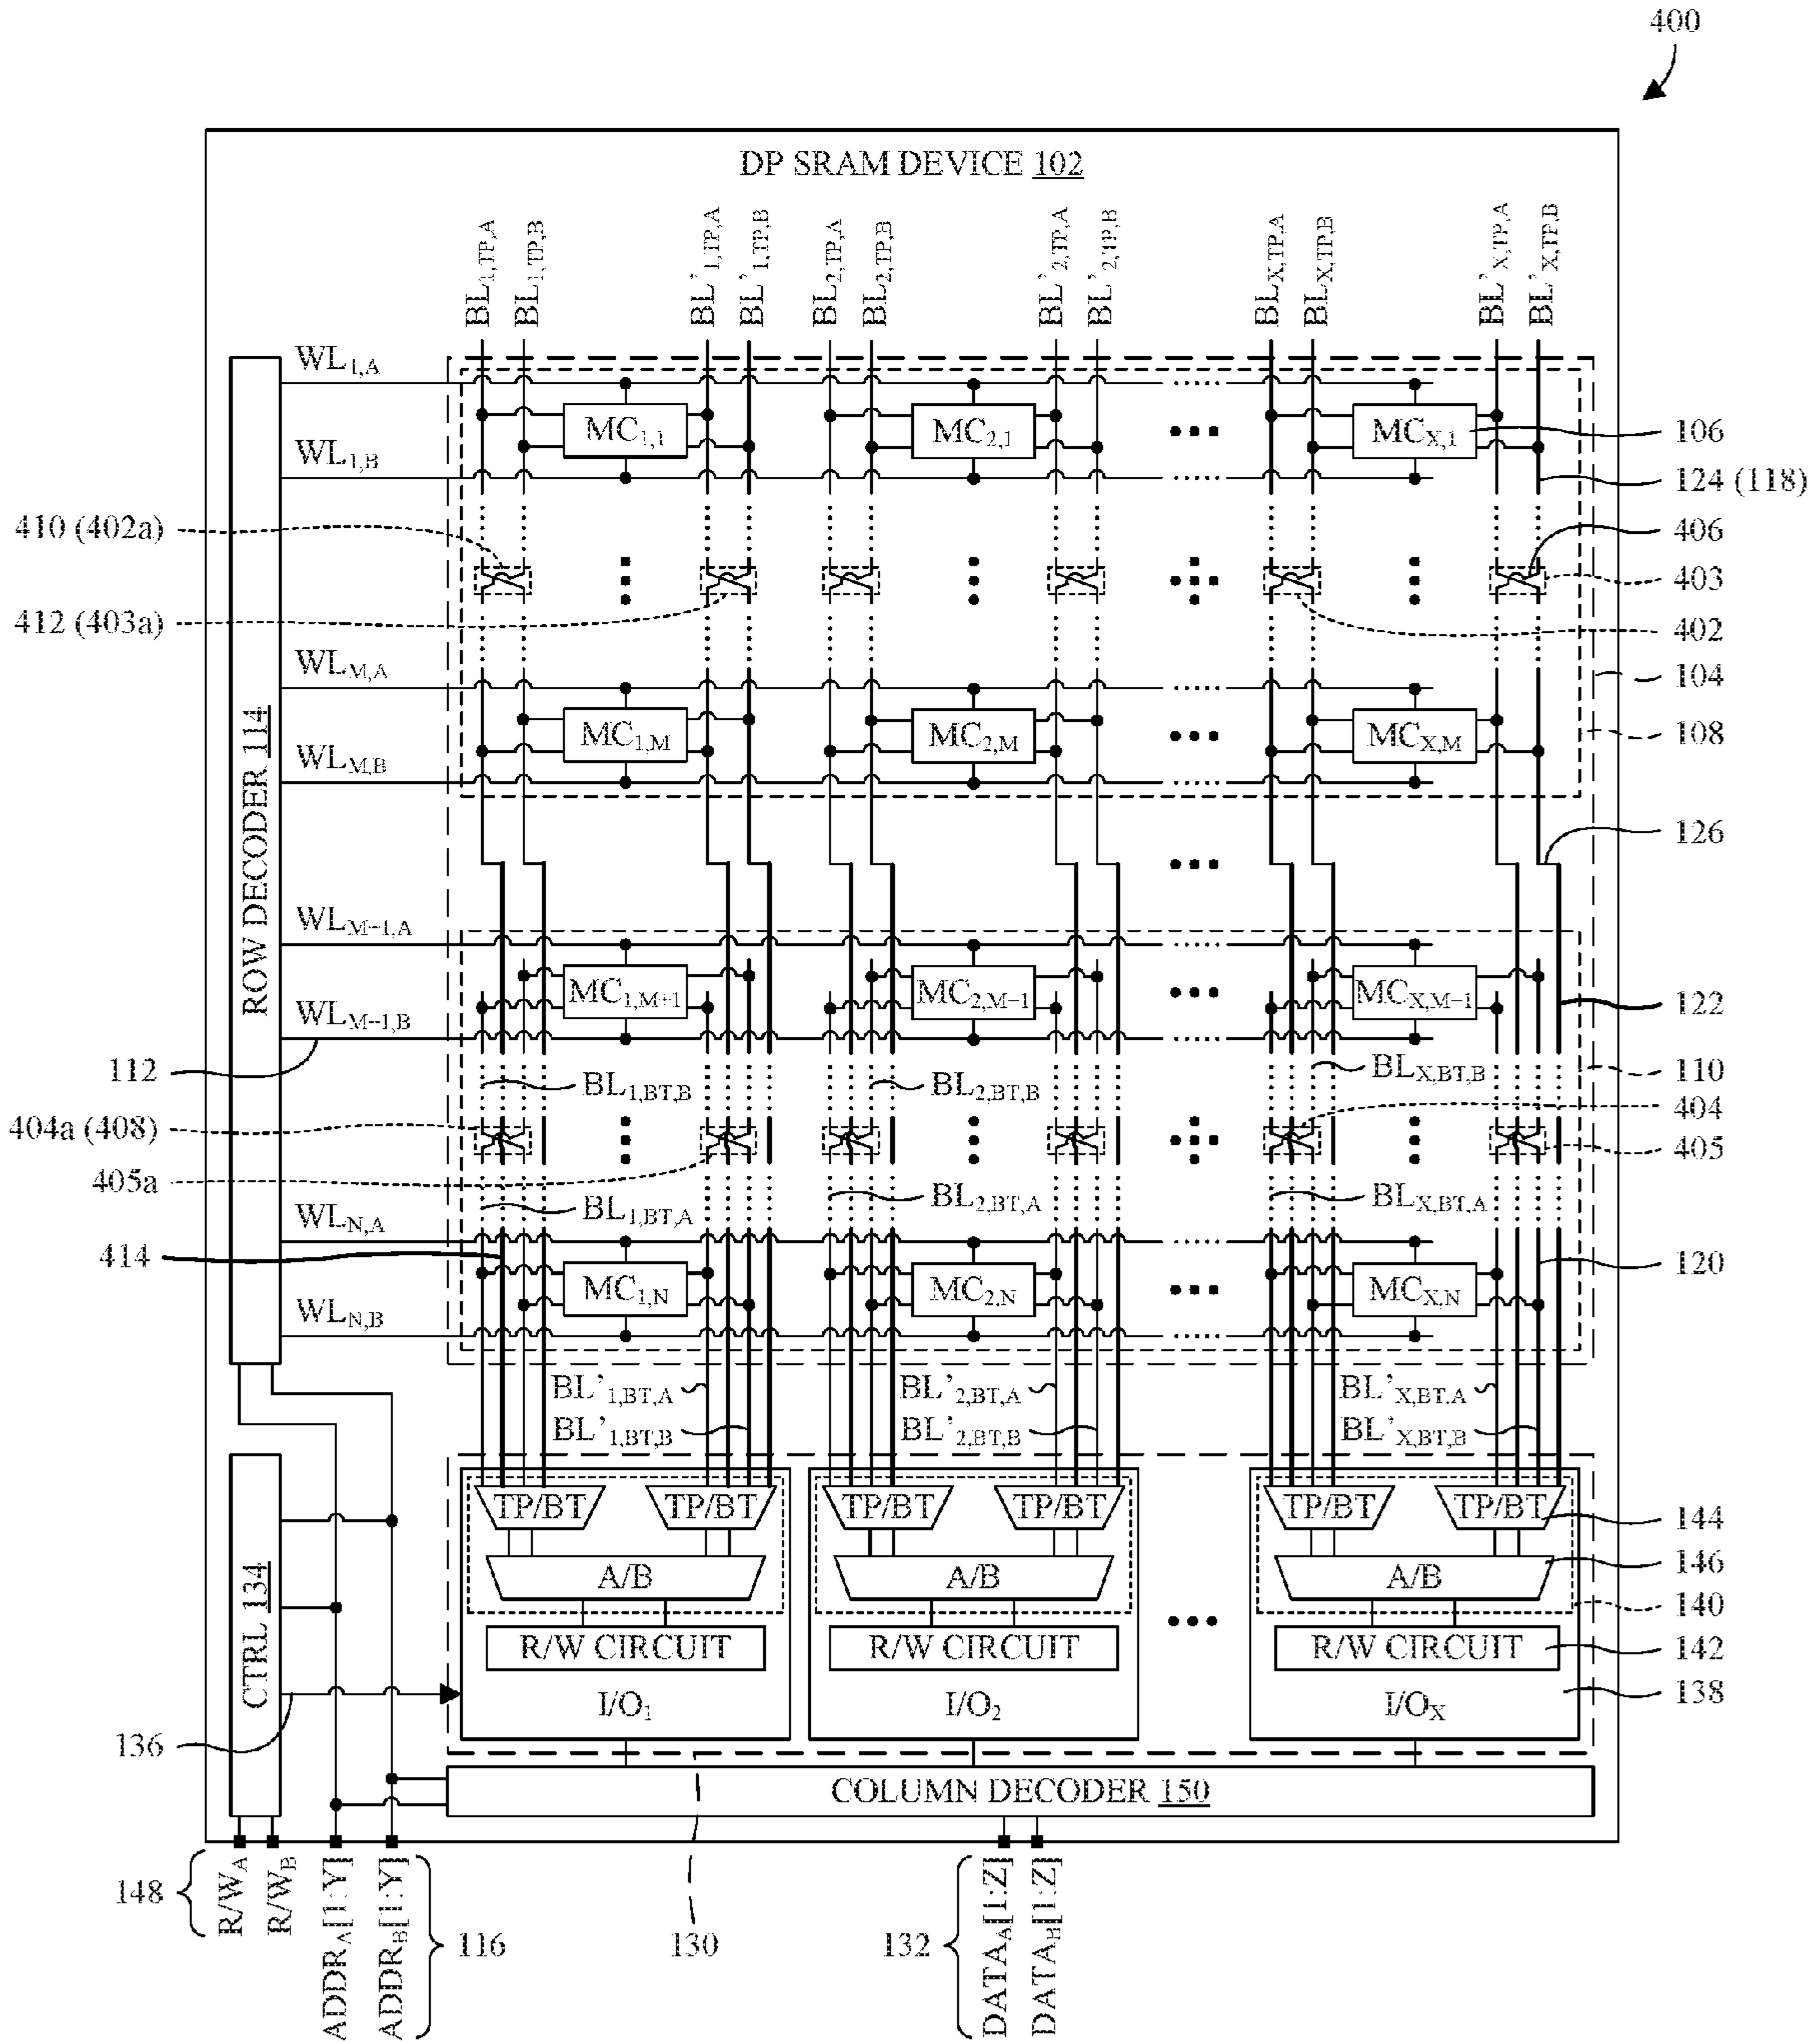 400
DP SRAM DEVICE 102
BL1,TP,A
BL1,TP,B
BL'1,TP,A
BL'1,TP,B
BL2,TP,A
BL2,TP,B
BL'2,TP,A
BL'2,TP,B
BLX,TP,A
BLX,TP,B
BL'X,TP,A
BL'X,TP,B
WL1,A
MC1,1 MC2,1 MCX,1 106
WL1,B
124 (118)
410 (402a)
406
403
412 (403a)
402
WLM,A
104
MC1,M MC2,M MCX,M
108
WLM,B
ROW DECODER 114
126
WLM-1,A
MC1,M+1 MC2,M-1 MCX,M-1
122
WLM-1,B
112
BL1,BT,B BL2,BT,B BLX,BT,B
110
404a (408)
404
405
405a
BL1,BT,A BL2,BT,A BLX,BT,A
WLN,A
414
120
MC1,N MC2,N MCX,N
WLN,B
BL'1,BT,A BL'2,BT,A BL'X,BT,A
BL'1,BT,B BL'2,BT,B BL'X,BT,B
TP/BT TP/BT TP/BT TP/BT TP/BT TP/BT 144
A/B A/B A/B 146
140
CTRL 134
R/W CIRCUIT R/W CIRCUIT R/W CIRCUIT 142
I/O1 I/O2 I/OX 138
136
COLUMN DECODER 150
148
R/WA
R/WB
ADDRA[1:Y]
ADDRB[1:Y]
116
130
132
DATAA[1:Z]
DATAB[1:Z]